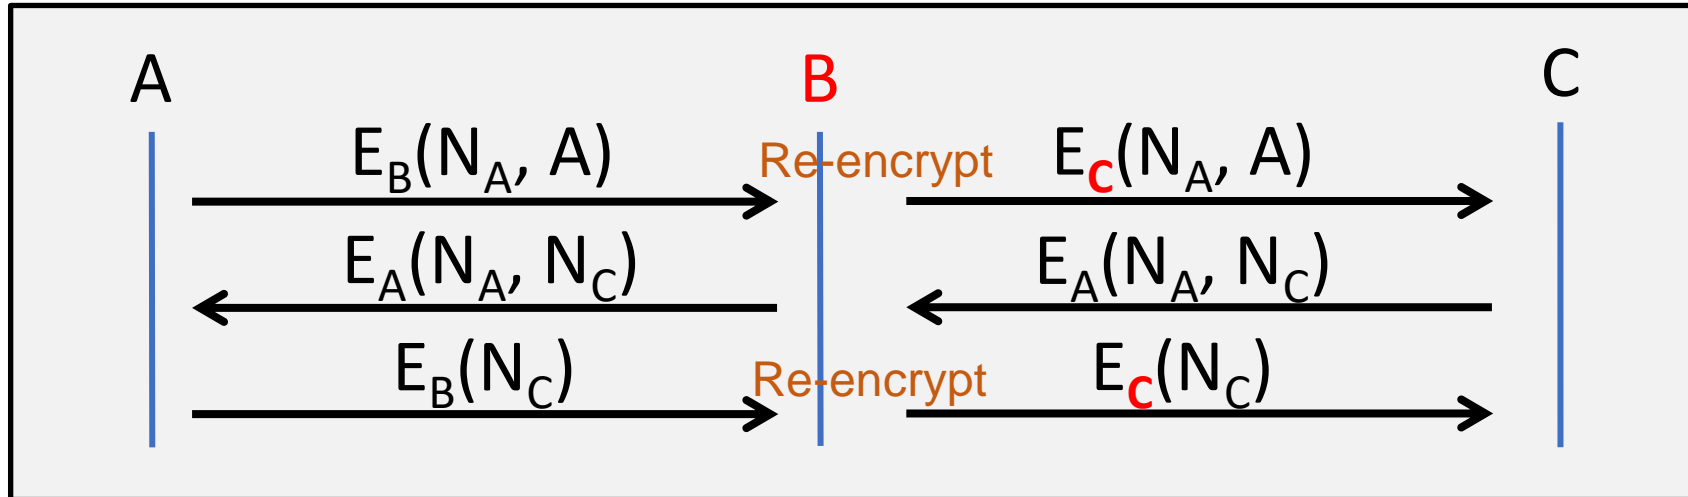 A B C
E_B(N_A, A) Re-encrypt E_C(N_A, A)
E_A(N_A, N_C) E_A(N_A, N_C)
E_B(N_C) Re-encrypt E_C(N_C)